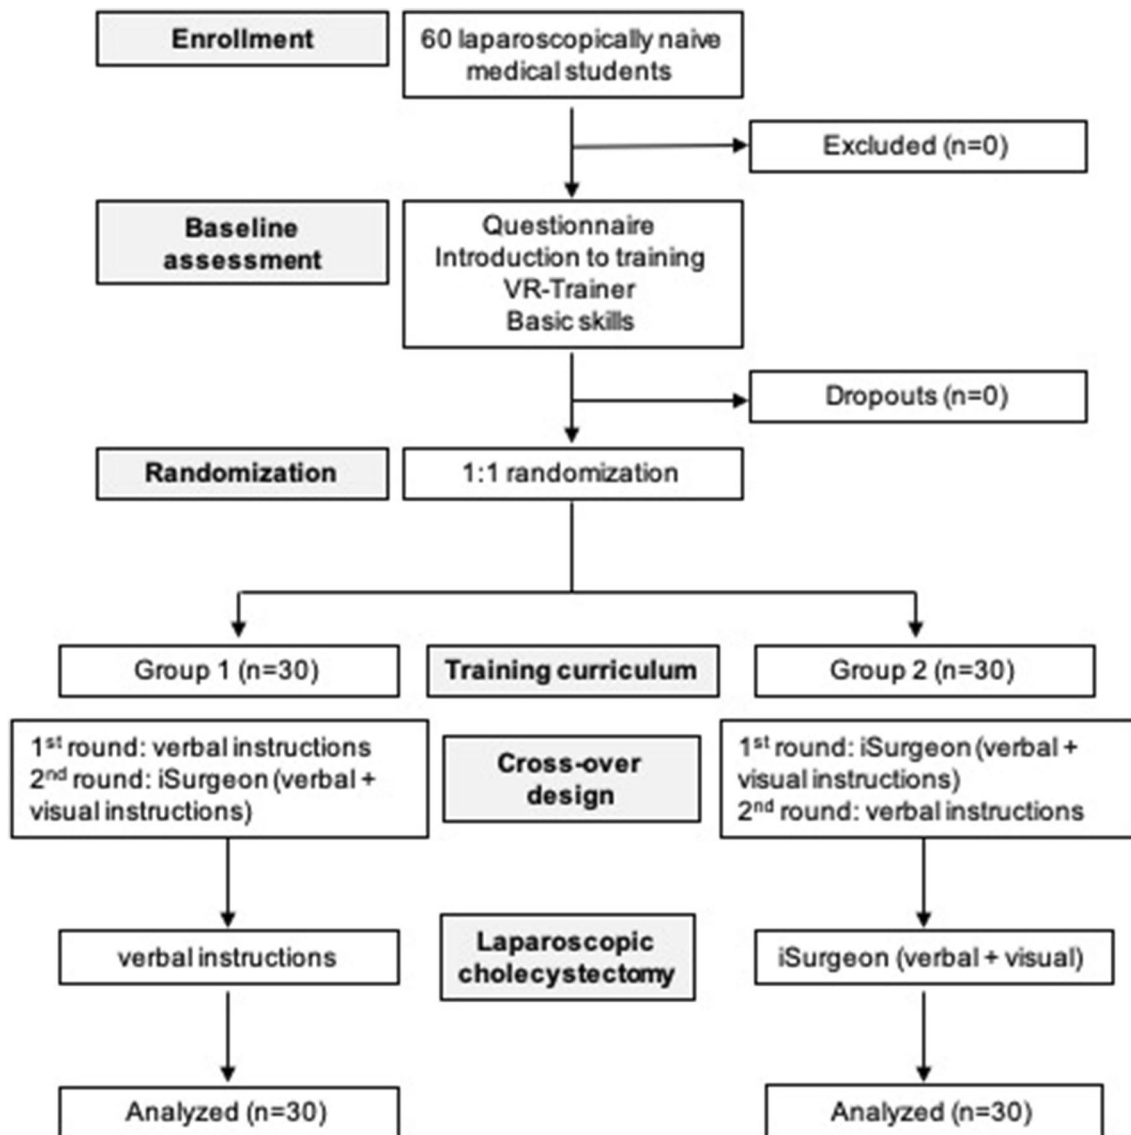 Enrollment
60 laparoscopically naive
medical students
Excluded (n=0)
Baseline
assessment
Questionnaire
Introduction to training
VR-Trainer
Basic skills
Dropouts (n=0)
Randomization
1:1 randomization
Group 1 (n=30)
Training curriculum
Group 2 (n=30)
1st round: verbal instructions
2nd round: iSurgeon (verbal +
visual instructions)
Cross-over
design
1st round: iSurgeon (verbal +
visual instructions)
2nd round: verbal instructions
verbal instructions
Laparoscopic
cholecystectomy
iSurgeon (verbal + visual)
Analyzed (n=30)
Analyzed (n=30)